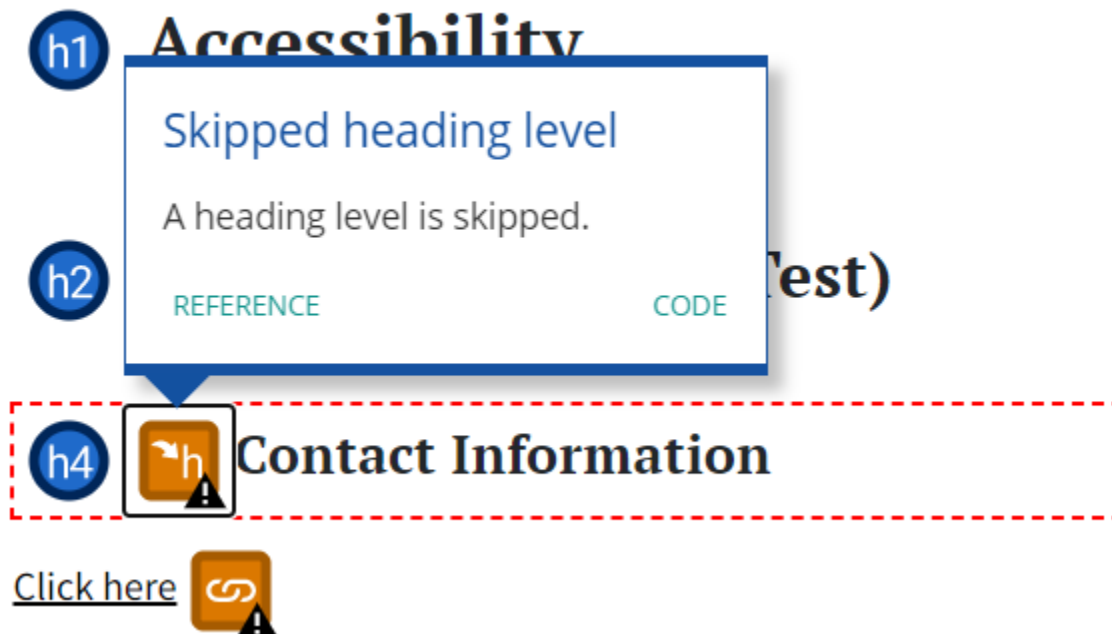 h1 Accessibility
Skipped heading level
A heading level is skipped.
REFERENCE CODE
h2 Test)
h4 h Contact Information
Click here